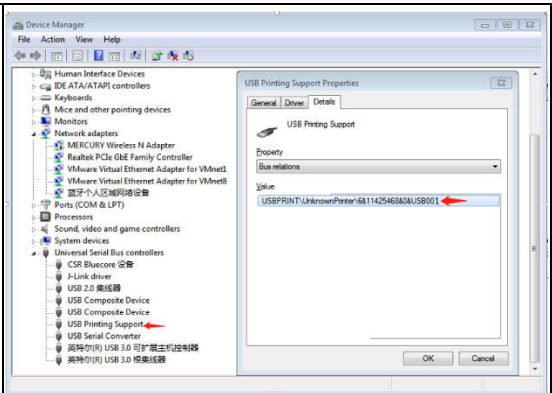 Device Manager
File Action View Help
Human Interface Devices
IDE ATA/ATAPI controllers
Keyboards
Mice and other pointing devices
Monitors
Network adapters
MERCURY Wireless N Adapter
Realtek PCIe GbE Family Controller
VMware Virtual Ethernet Adapter for VMnet1
VMware Virtual Ethernet Adapter for VMnet8
蓝牙个人区域网络设备
Ports (COM & LPT)
Processors
Sound, video and game controllers
System devices
Universal Serial Bus controllers
CSR Bluecore 设备
J-Link driver
USB 2.0 集线器
USB Composite Device
USB Composite Device
USB Printing Support
USB Serial Converter
英特尔(R) USB 3.0 可扩展主机控制器
英特尔(R) USB 3.0 根集线器
USB Printing Support Properties
General Driver Details
USB Printing Support
Property
Bus relations
Value
USBPRINT\UnknownPrinter\6&11425468&0&USB001
OK Cancel